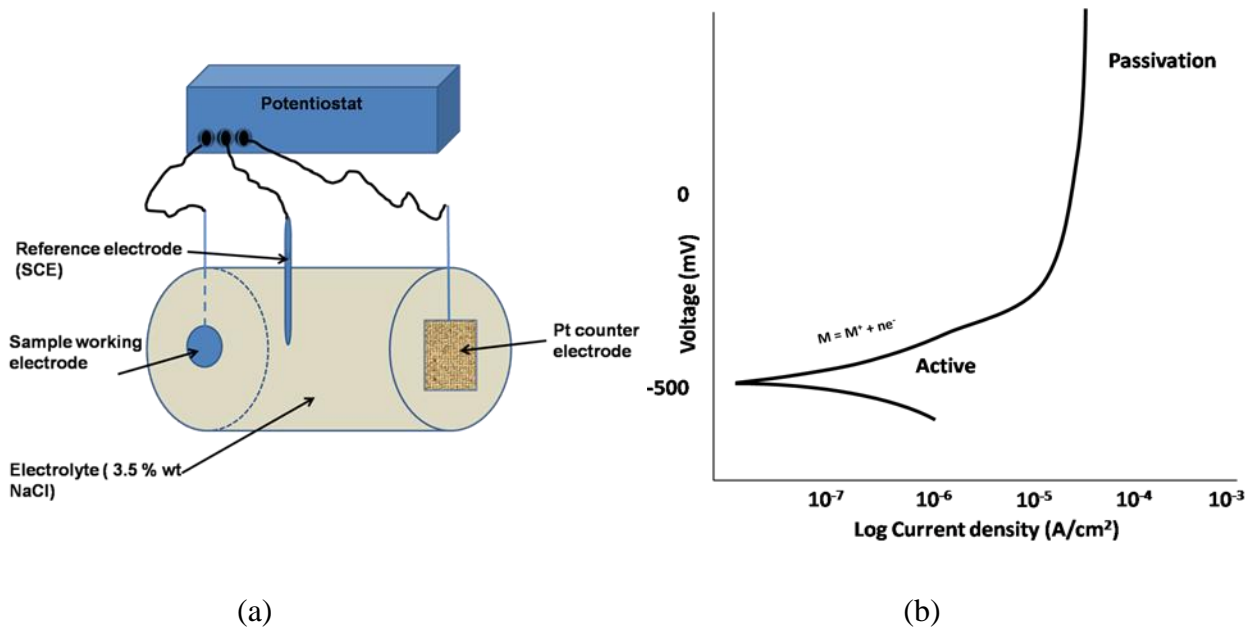 Potentiostat
Reference electrode
(SCE)
Sample working
electrode
Pt counter
electrode
Electrolyte ( 3.5 % wt
NaCl)
(a)
Passivation
0
Voltage (mV)
M = M⁺ + ne⁻
Active
-500
10⁻⁷ 10⁻⁶ 10⁻⁵ 10⁻⁴ 10⁻³
Log Current density (A/cm²)
(b)